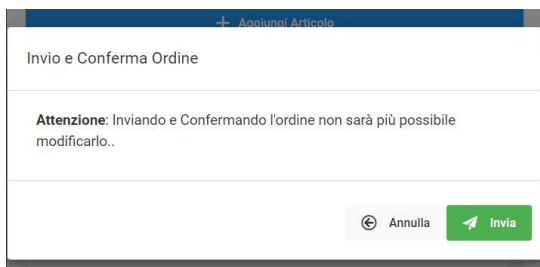 Aggiungi Articolo
Invio e Conferma Ordine
Attenzione: Inviando e Confermando l'ordine non sarà più possibile
modificarlo..
Annulla
Invia